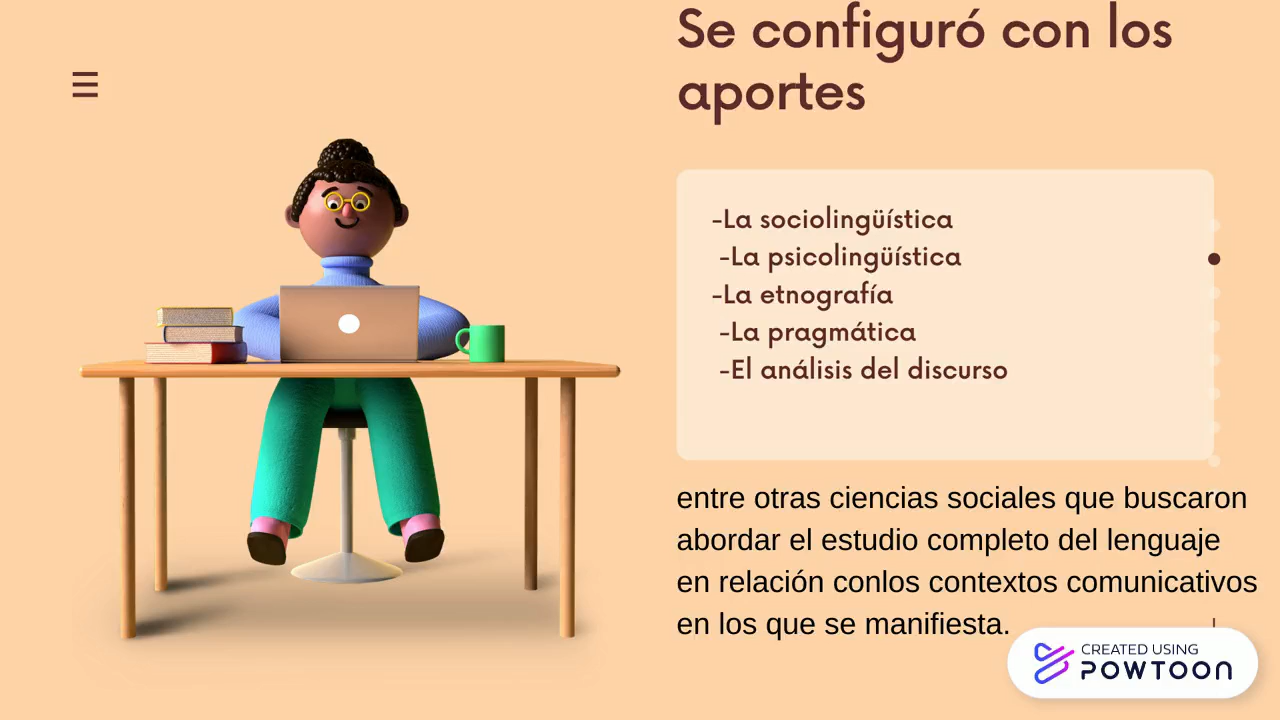 Se configuró con los
aportes
-La sociolingüística
-La psicolingüística
-La etnografía
-La pragmática
-El análisis del discurso
entre otras ciencias sociales que buscaron
abordar el estudio completo del lenguaje
en relación conlos contextos comunicativos
en los que se manifiesta.
CREATED USING
POWTOON